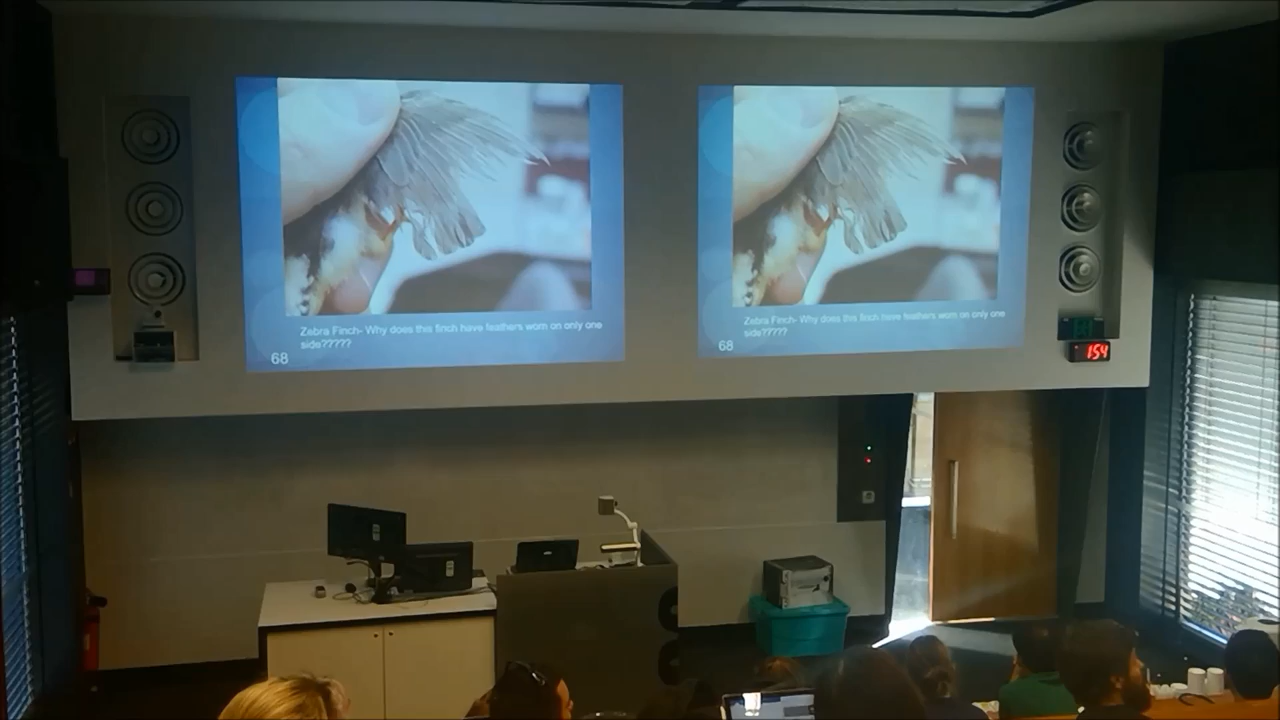 Zebra Finch- Why does this finch have feathers worn on only one
side?????
68
Zebra Finch- Why does this finch have feathers worn on only one
side?????
68
154